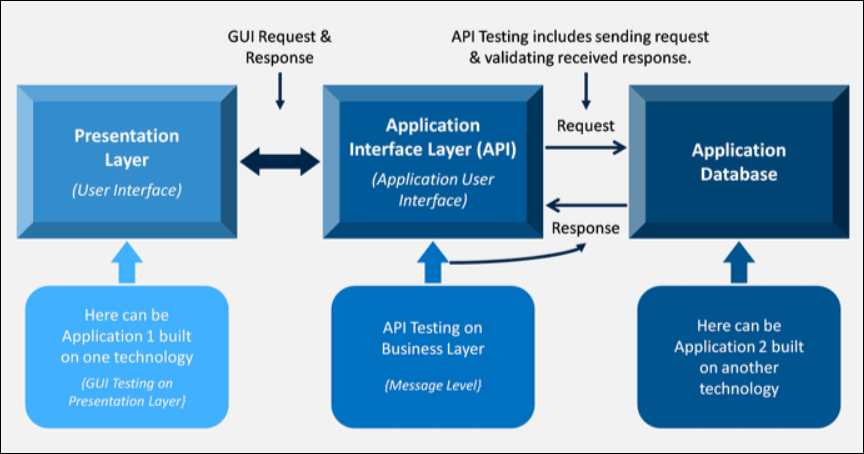 GUI Request &
Response
API Testing includes sending request
& validating received response.
Presentation
Layer
(User Interface)
Application
Interface Layer (API)
(Application User
Interface)
Request
Response
Application
Database
Here can be
Application 1 built
on one technology
{GUI Testing on
Presentation Layer}
API Testing on
Business Layer
{Message Level}
Here can be
Application 2 built
on another
technology